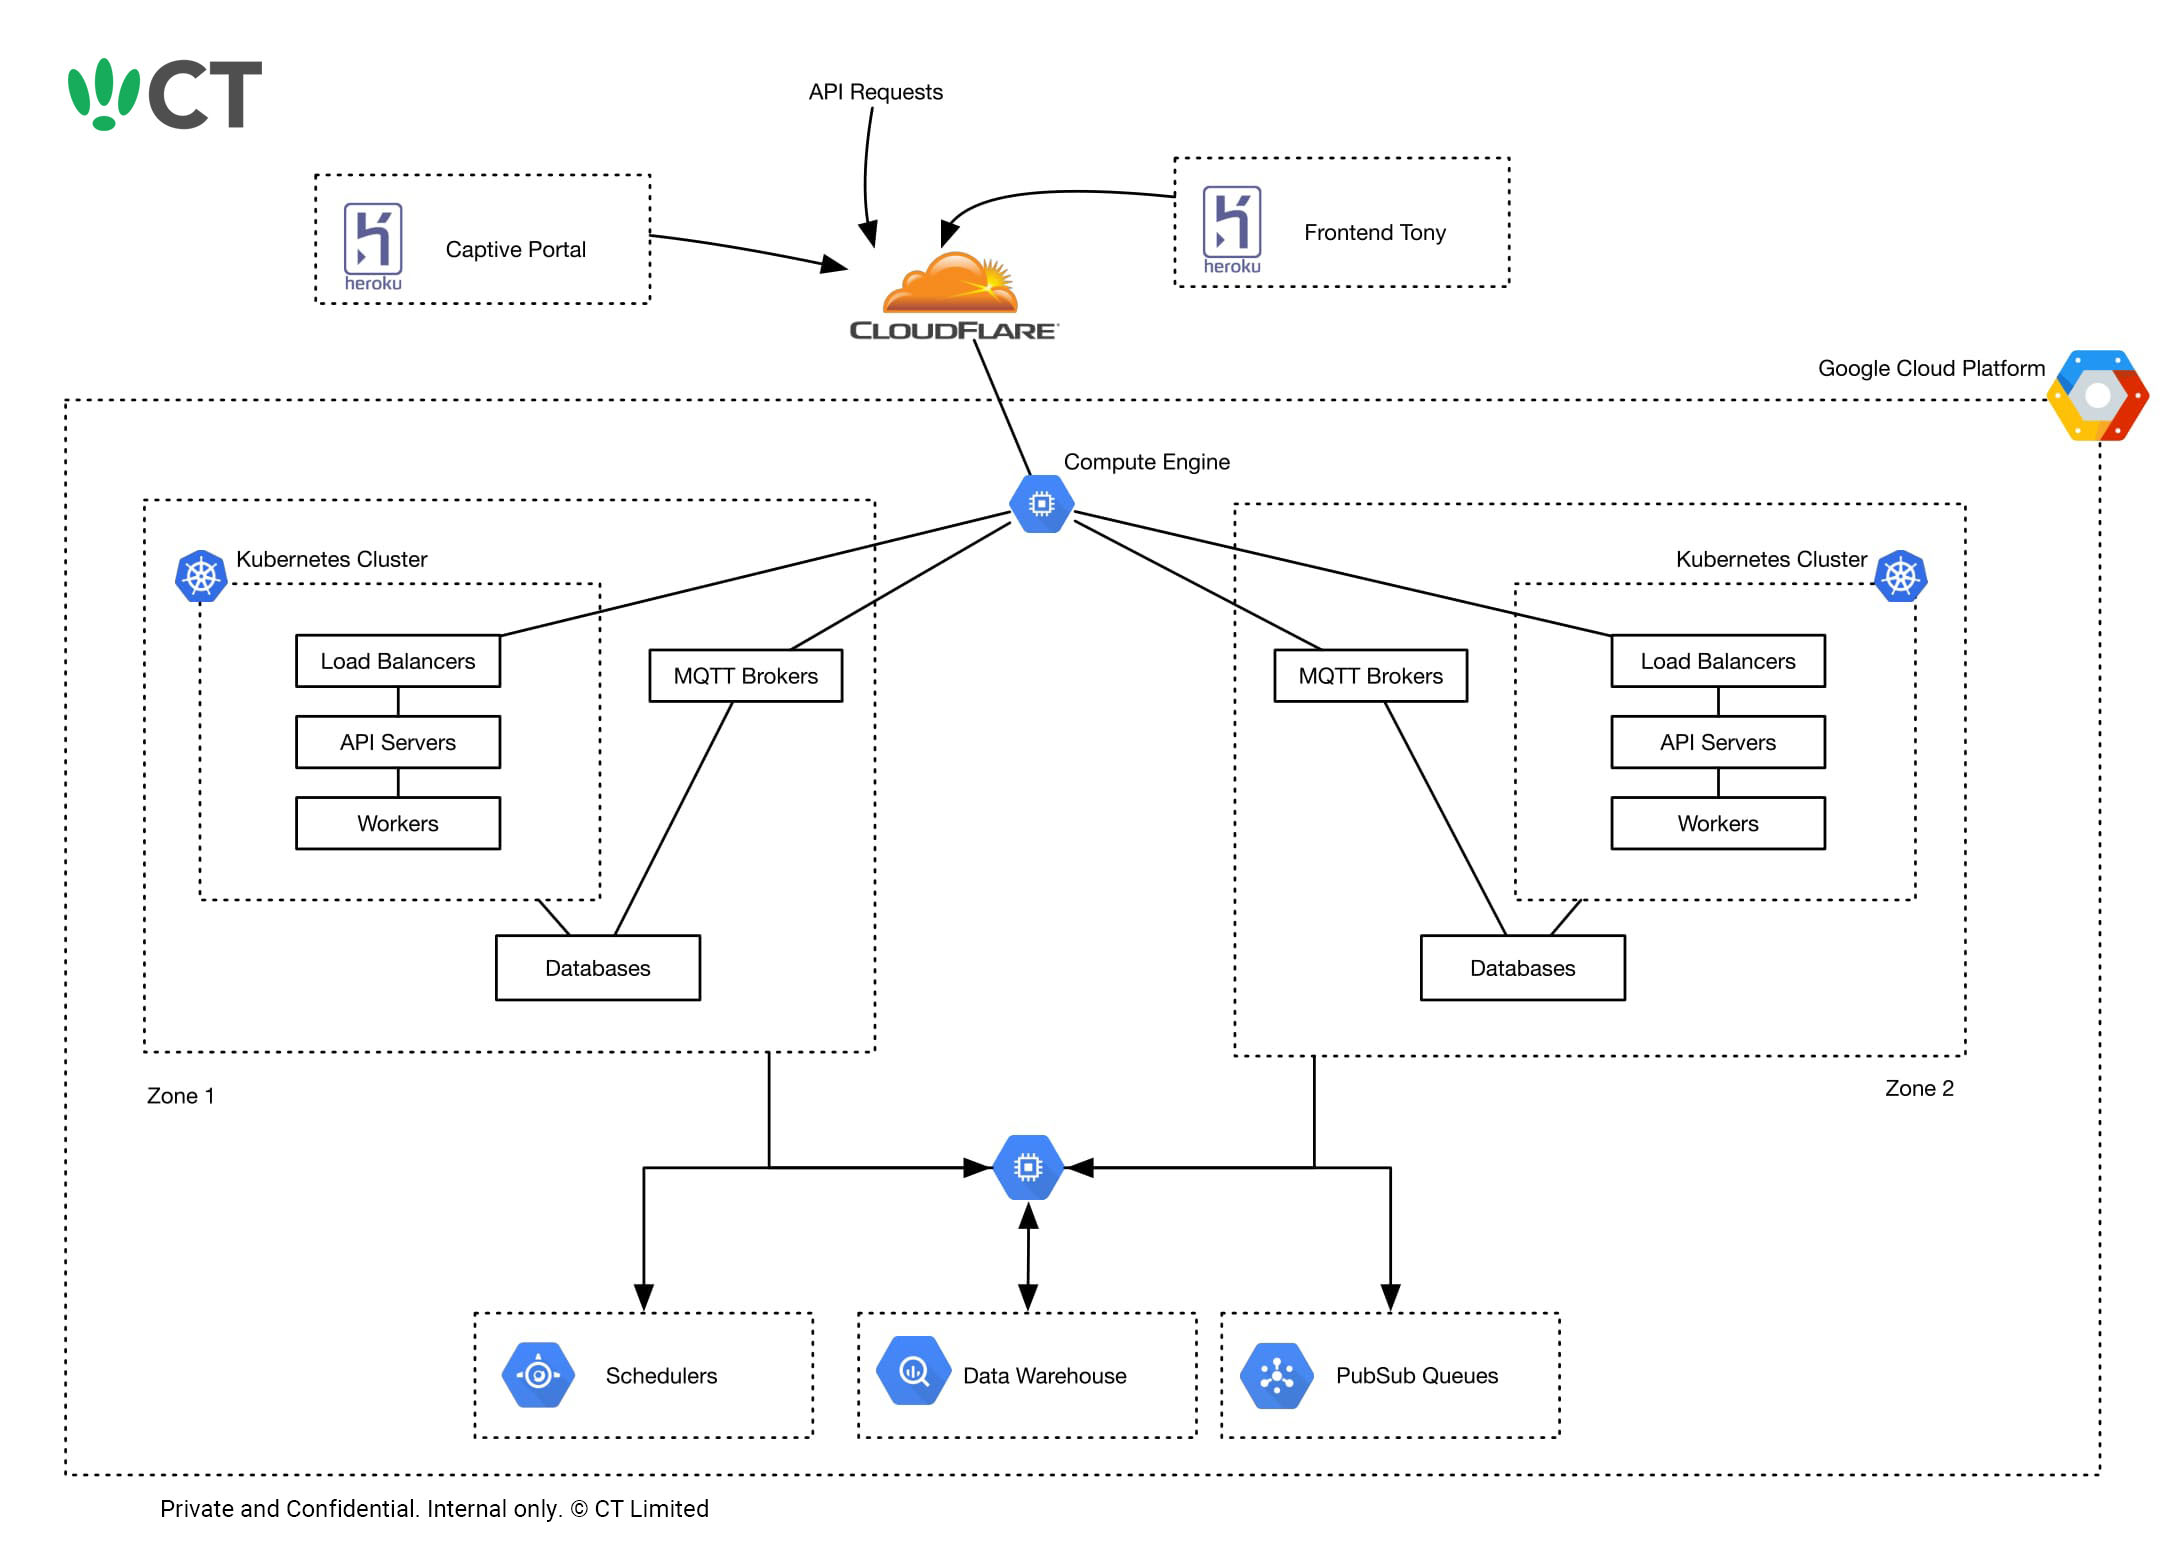 CT
API Requests
heroku
Captive Portal
heroku
Frontend Tony
CLOUDFLARE
Google Cloud Platform
Compute Engine
Kubernetes Cluster
Kubernetes Cluster
Load Balancers
MQTT Brokers
MQTT Brokers
Load Balancers
API Servers
API Servers
Workers
Workers
Databases
Databases
Zone 1
Zone 2
Schedulers
Data Warehouse
PubSub Queues
Private and Confidential. Internal only. © CT Limited